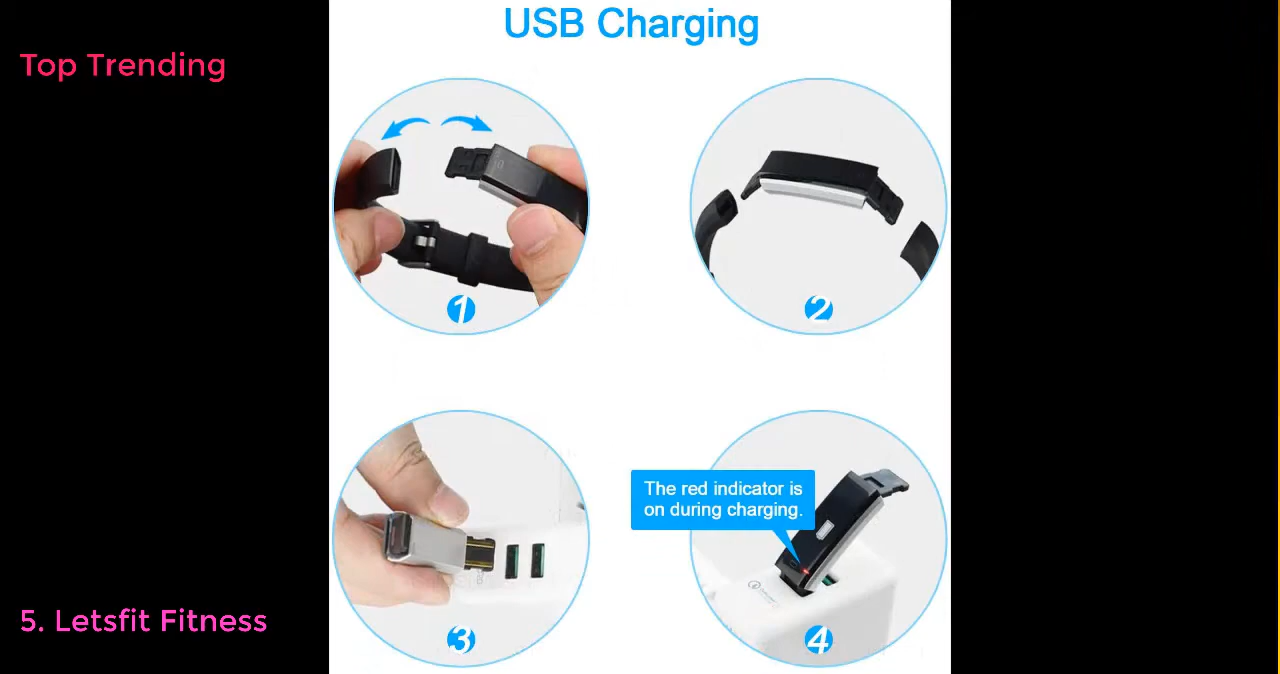 USB Charging
Top Trending
1
2
The red indicator is
on during charging.
3
4
5. Letsfit Fitness